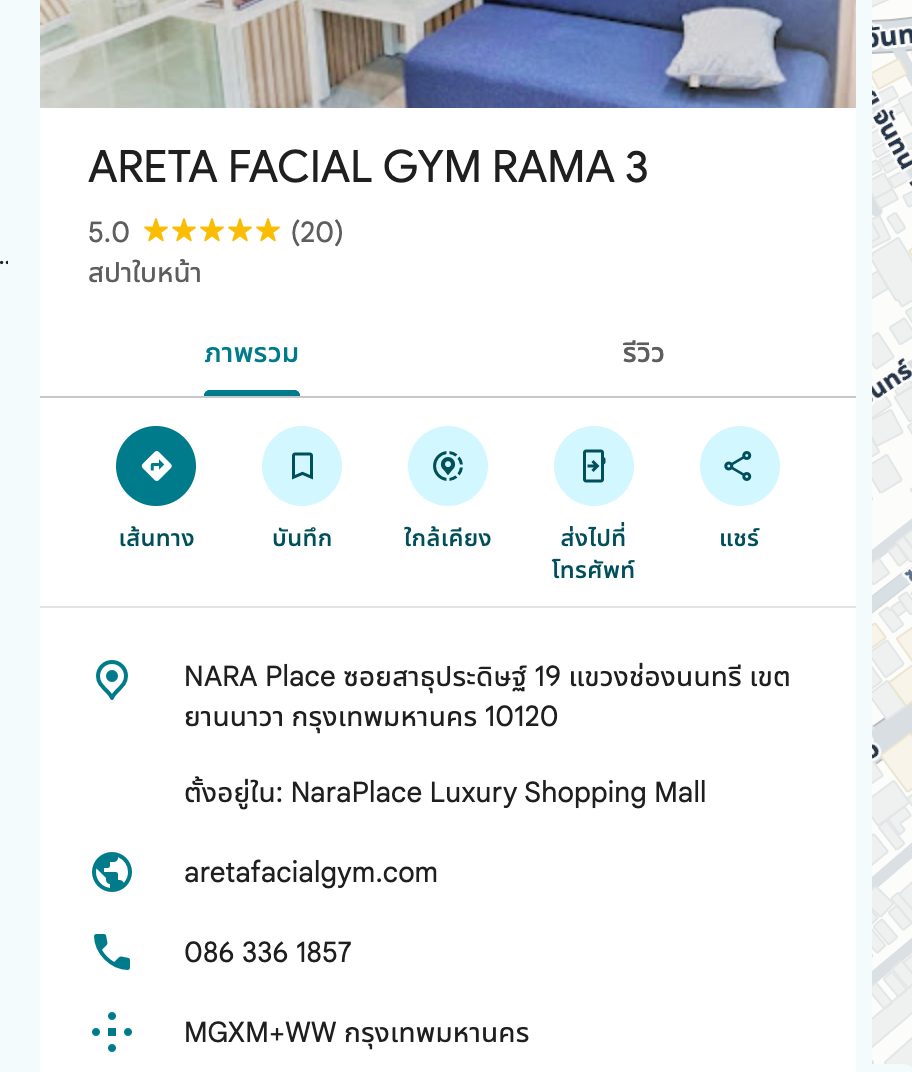 ARETA FACIAL GYM RAMA 3
5.0 ★★★★★ (20)
สปาใบหน้า
ภาพรวม
รีวิว
เส้นทาง
บันทึก
ใกล้เคียง
ส่งไปที่
โทรศัพท์
แชร์
NARA Place ซอยสาธุประดิษฐ์ 19 แขวงช่องนนทรี เขต
ยานนาวา กรุงเทพมหานคร 10120
ตั้งอยู่ใน: NaraPlace Luxury Shopping Mall
aretafacialgym.com
086 336 1857
MGXM+WW กรุงเทพมหานคร